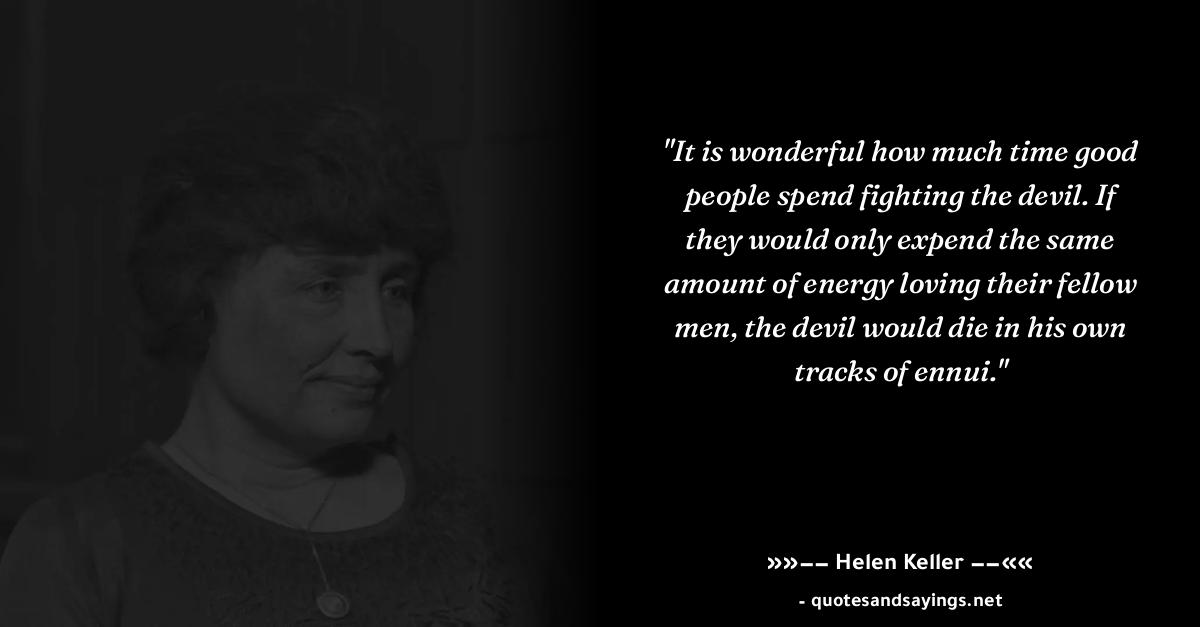 "It is wonderful how much time good
people spend fighting the devil. If
they would only expend the same
amount of energy loving their fellow
men, the devil would die in his own
tracks of ennui."
»»−− Helen Keller −−««
- quotesandsayings.net